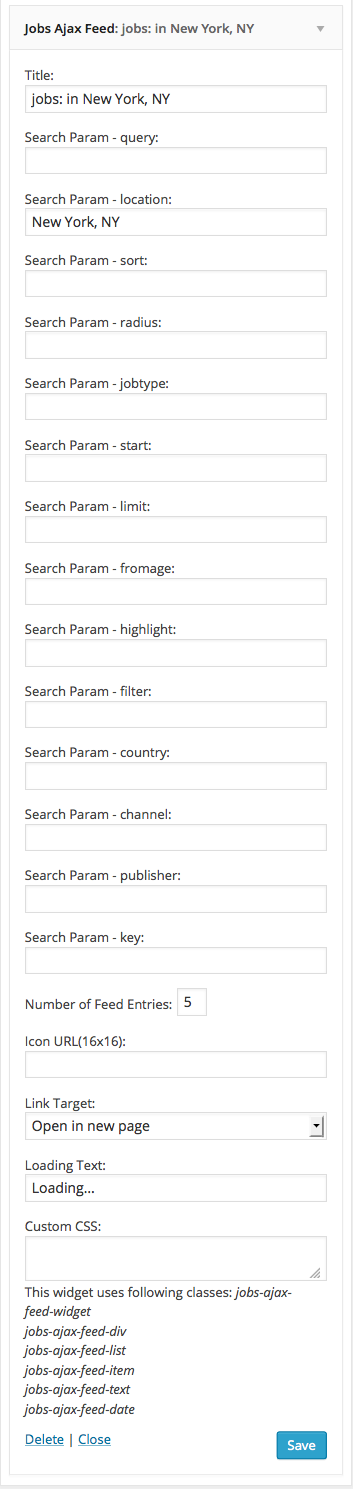 Jobs Ajax Feed: jobs: in New York, NY
Title:
jobs: in New York, NY
Search Param - query:
Search Param - location:
New York, NY
Search Param - sort:
Search Param - radius:
Search Param - jobtype:
Search Param - start:
Search Param - limit:
Search Param - fromage:
Search Param - highlight:
Search Param - filter:
Search Param - country:
Search Param - channel:
Search Param - publisher:
Search Param - key:
Number of Feed Entries: 5
Icon URL(16x16):
Link Target:
Open in new page
Loading Text:
Loading...
Custom CSS:
This widget uses following classes: jobs-ajax-
feed-widget
jobs-ajax-feed-div
jobs-ajax-feed-list
jobs-ajax-feed-item
jobs-ajax-feed-text
jobs-ajax-feed-date
Delete | Close Save